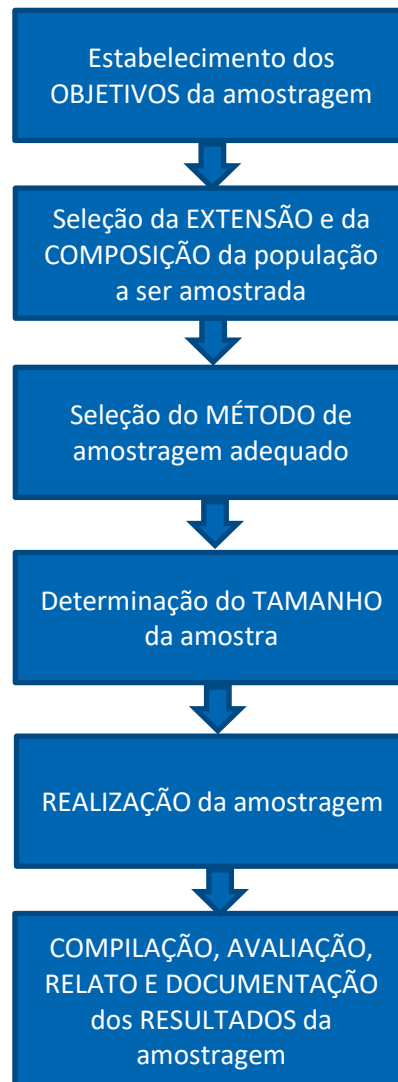 Estabelecimento dos
OBJETIVOS da amostragem
Seleção da EXTENSÃO e da
COMPOSIÇÃO da população
a ser amostrada
Seleção do MÉTODO de
amostragem adequado
Determinação do TAMANHO
da amostra
REALIZAÇÃO da amostragem
COMPILAÇÃO, AVALIAÇÃO,
RELATO E DOCUMENTAÇÃO
dos RESULTADOS da
amostragem